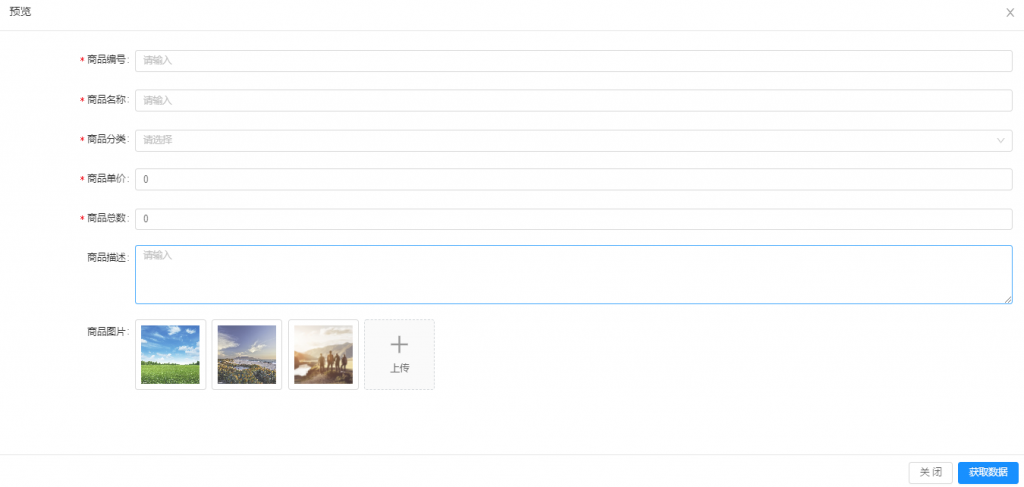 预览
* 商品编号: 请输入
* 商品名称: 请输入
* 商品分类: 请选择
* 商品单价: 0
* 商品总数: 0
商品描述: 请输入
商品图片:
上传
关 闭 获取数据